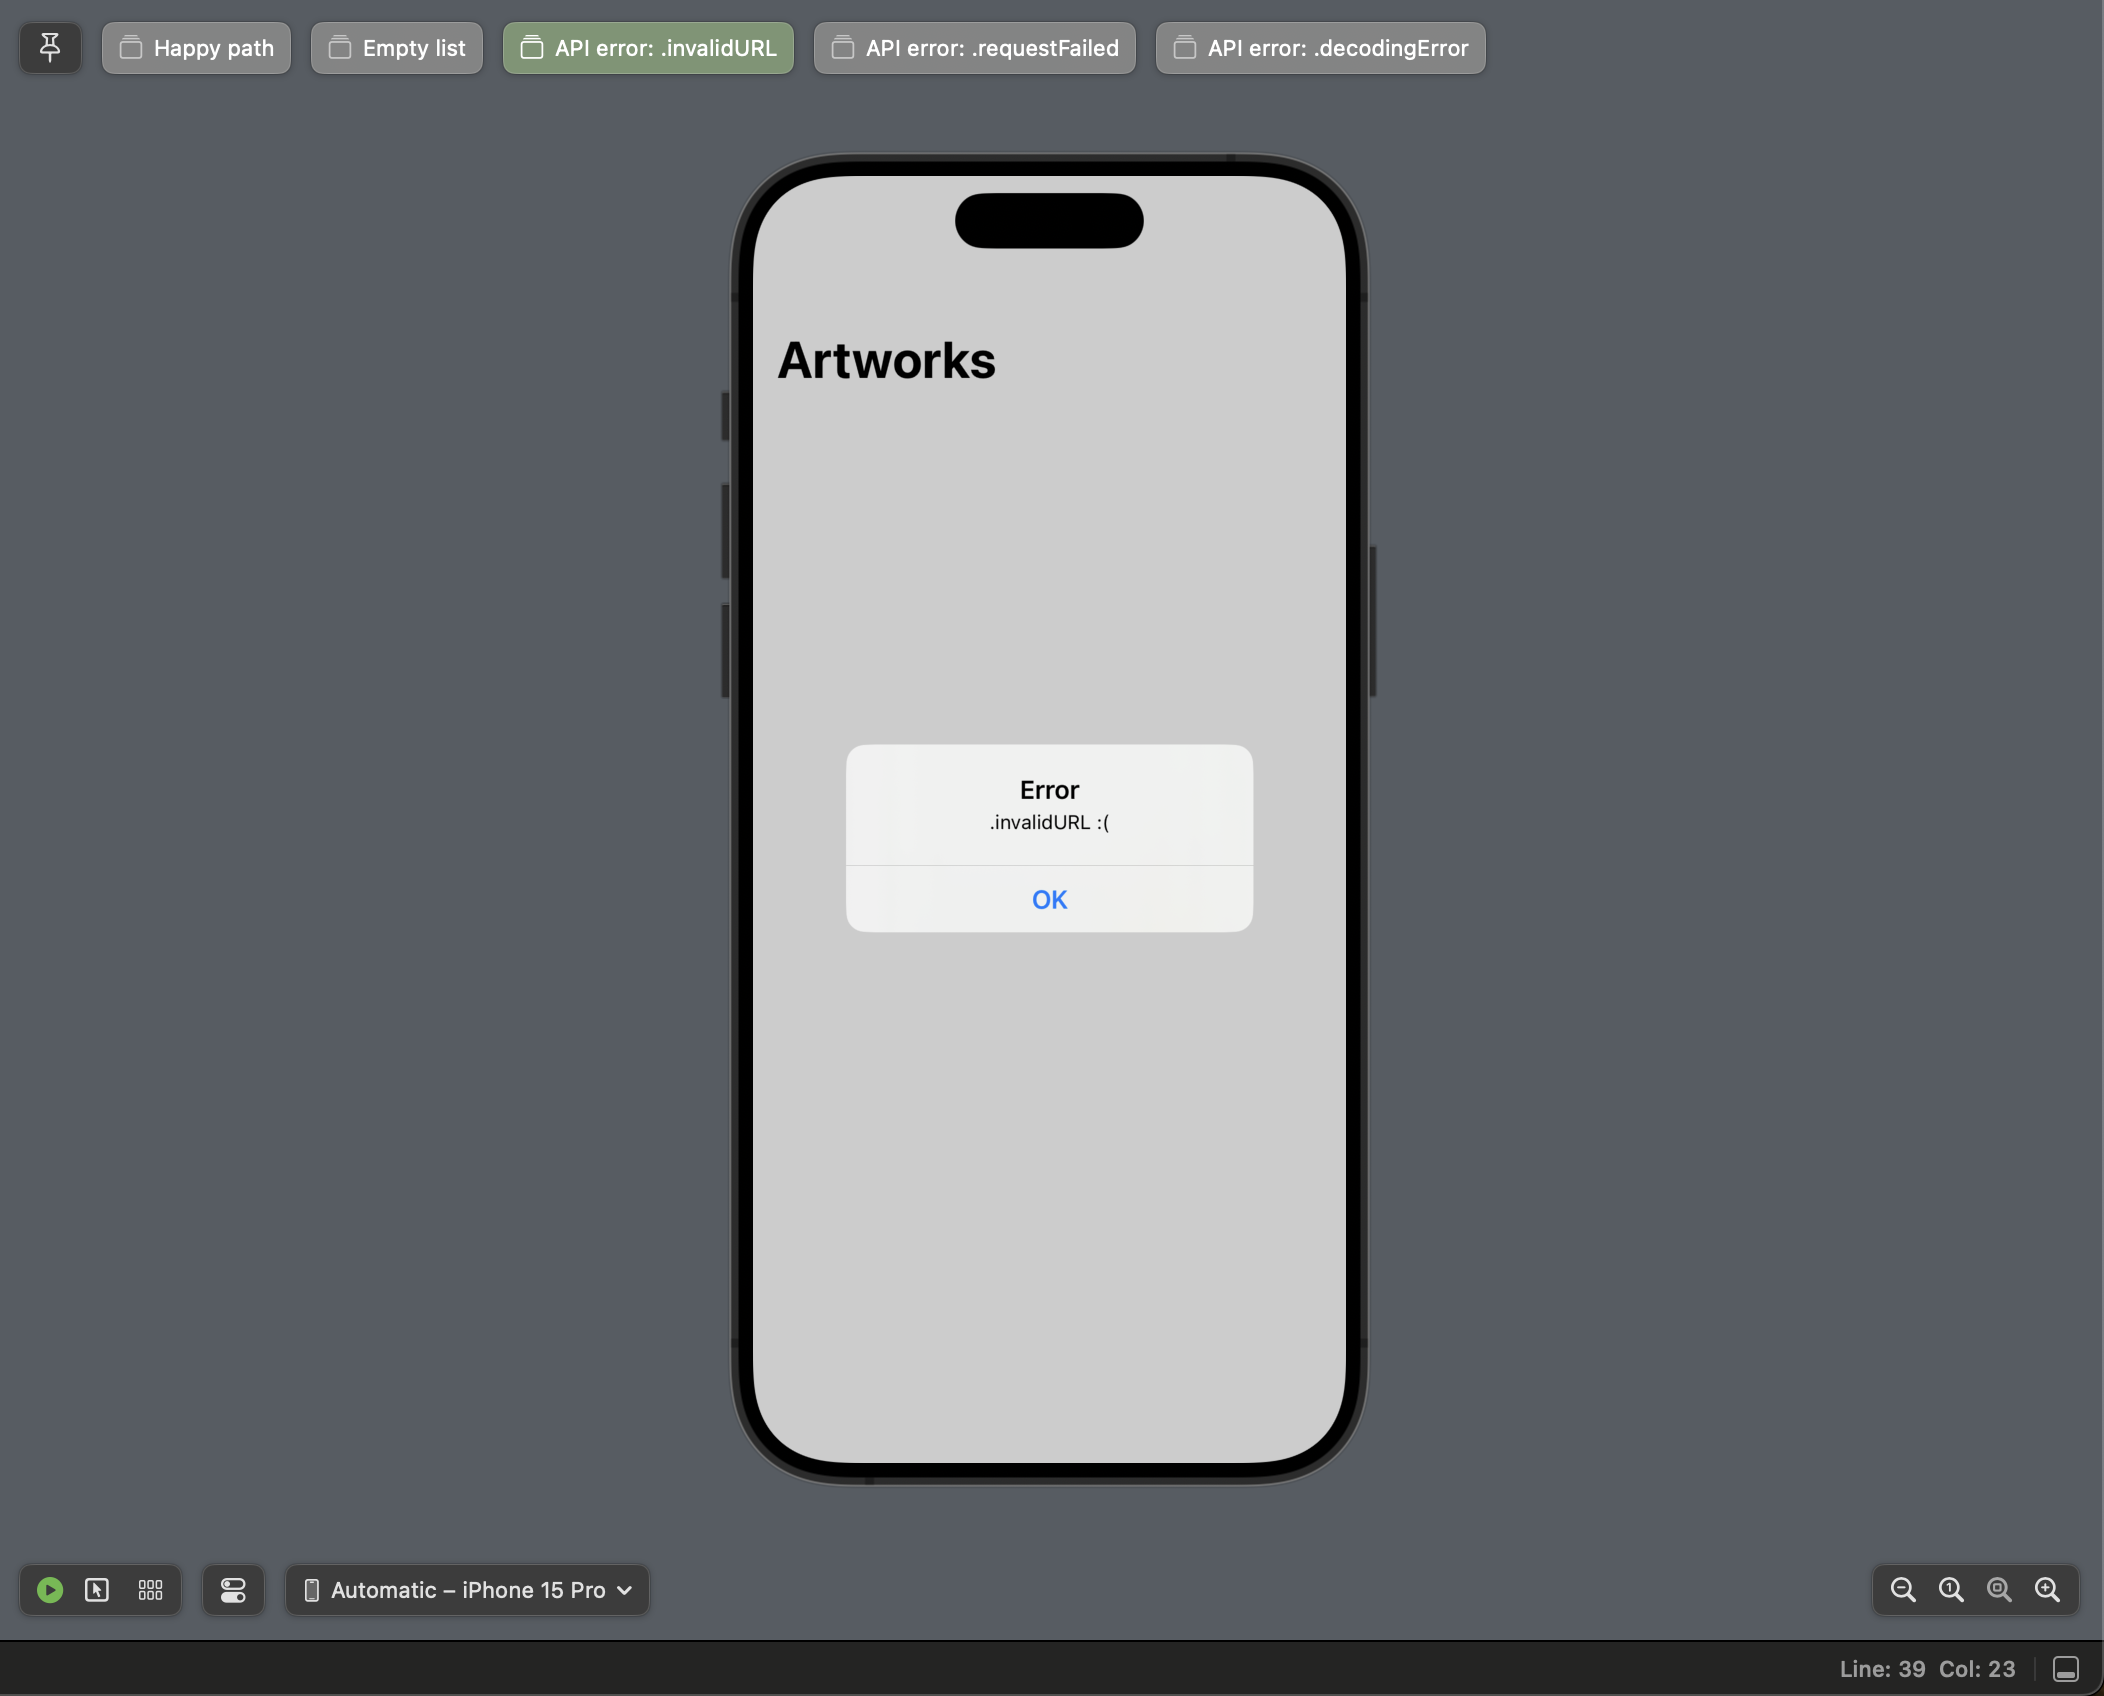 Happy path
Empty list
API error: .invalidURL
API error: .requestFailed
API error: .decodingError
Artworks
Error
.invalidURL :(
OK
Automatic – iPhone 15 Pro
Line: 39 Col: 23